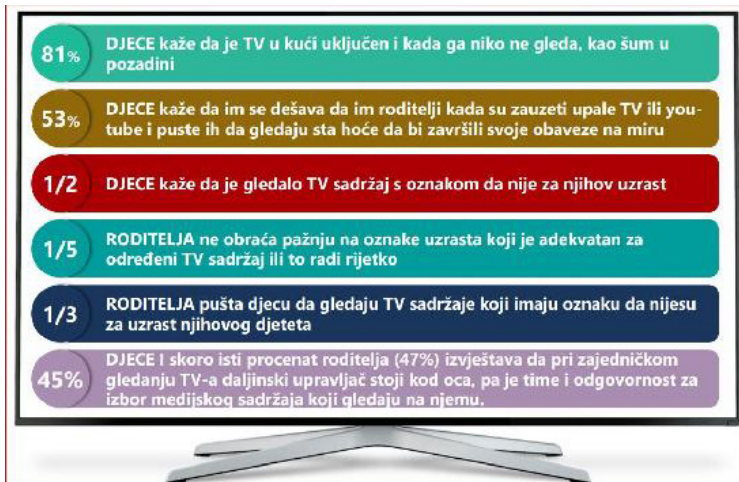 81%
DJECE kaže da je TV u kući uključen i kada ga niko ne gleda, kao šum u
pozadini
53%
DJECE kaže da im se dešava da im roditelji kada su zauzeti upale TV ili you-
tube i puste ih da gledaju sta hoće da bi završili svoje obaveze na miru
1/2
DJECE kaže da je gledalo TV sadržaj s oznakom da nije za njihov uzrast
1/5
RODITELJA ne obraća pažnju na oznake uzrasta koji je adekvatan za
određeni TV sadržaj ili to radi rijetko
1/3
RODITELJA pušta djecu da gledaju TV sadržaje koji imaju oznaku da nijesu
za uzrast njihovog djeteta
45%
DJECE I skoro isti procenat roditelja (47%) izvještava da pri zajedničkom
gledanju TV-a daljinski upravljač stoji kod oca, pa je time i odgovornost za
izbor medijskog sadržaja koji gledaju na njemu.